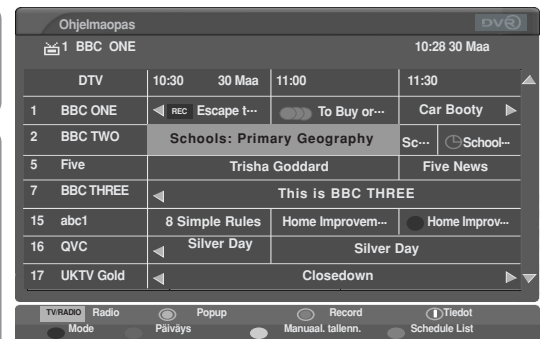 Ohjelmaopas DVR
1 BBC ONE 10:28 30 Maa
DTV 10:30 30 Maa 11:00 11:30
1 BBC ONE REC Escape t··· To Buy or··· Car Booty
2 BBC TWO Schools: Primary Geography Sc··· School···
5 Five Trisha Goddard Five News
7 BBC THREE This is BBC THREE
15 abc1 8 Simple Rules Home Improvem··· Home Improv···
16 QVC Silver Day Silver Day
17 UKTV Gold Closedown
TV/RADIO Radio Popup Record Tiedot
Mode Päiväys Manuaal. tallenn. Schedule List